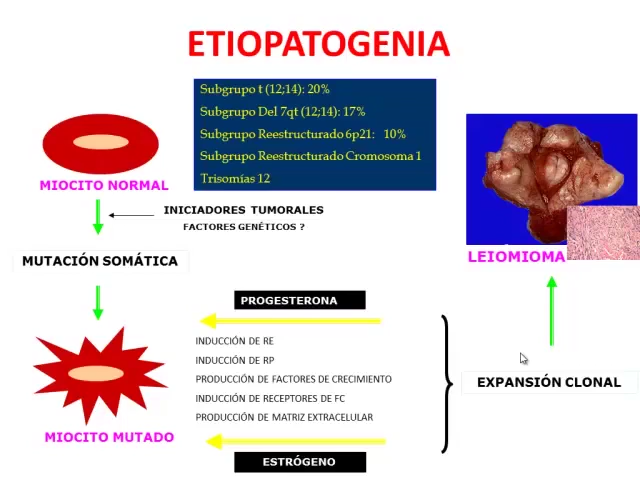 ETIOPATOGENIA
Subgrupo t (12;14): 20%
Subgrupo Del 7qt (12;14): 17%
Subgrupo Reestructurado 6p21: 10%
Subgrupo Reestructurado Cromosoma 1
Trisomías 12
MIOCITO NORMAL
INICIADORES TUMORALES
FACTORES GENÉTICOS ?
MUTACIÓN SOMÁTICA
LEIOMIOMA
PROGESTERONA
INDUCCIÓN DE RE
INDUCCIÓN DE RP
PRODUCCIÓN DE FACTORES DE CRECIMIENTO
INDUCCIÓN DE RECEPTORES DE FC
PRODUCCIÓN DE MATRIZ EXTRACELULAR
EXPANSIÓN CLONAL
MIOCITO MUTADO
ESTRÓGENO